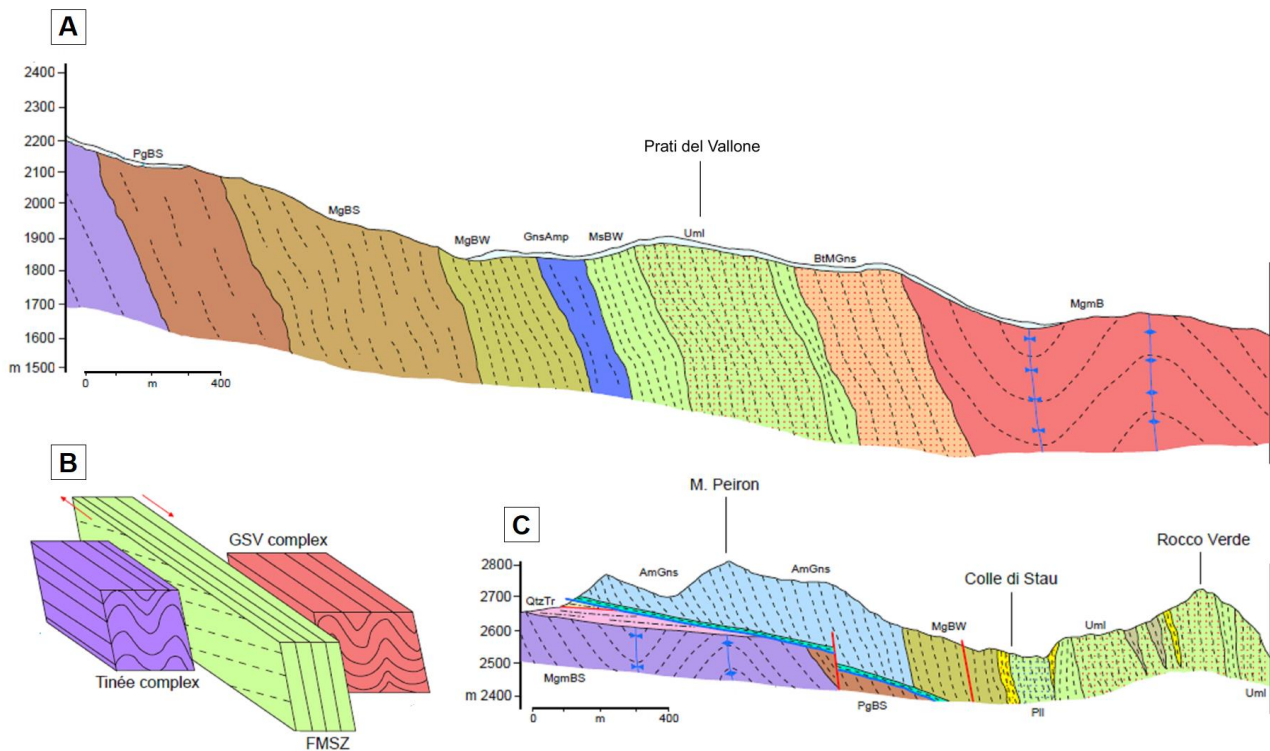 A
2400
2300
2200
2100
2000
1900
1800
1700
1600
m 1500
0 m 400
PgBS
MgBS
MgBW
GnsAmp
MsBW
Prati del Vallone
Uml
BtMGns
MgmB
B
GSV complex
Tinée complex
FMSZ
C
M. Peiron
Colle di Stau
Rocco Verde
2800
2700
2600
2500
m 2400
0 m 400
QtzTr
AmGns
AmGns
MgBW
Uml
MgmBS
PgBS
Pll
Uml